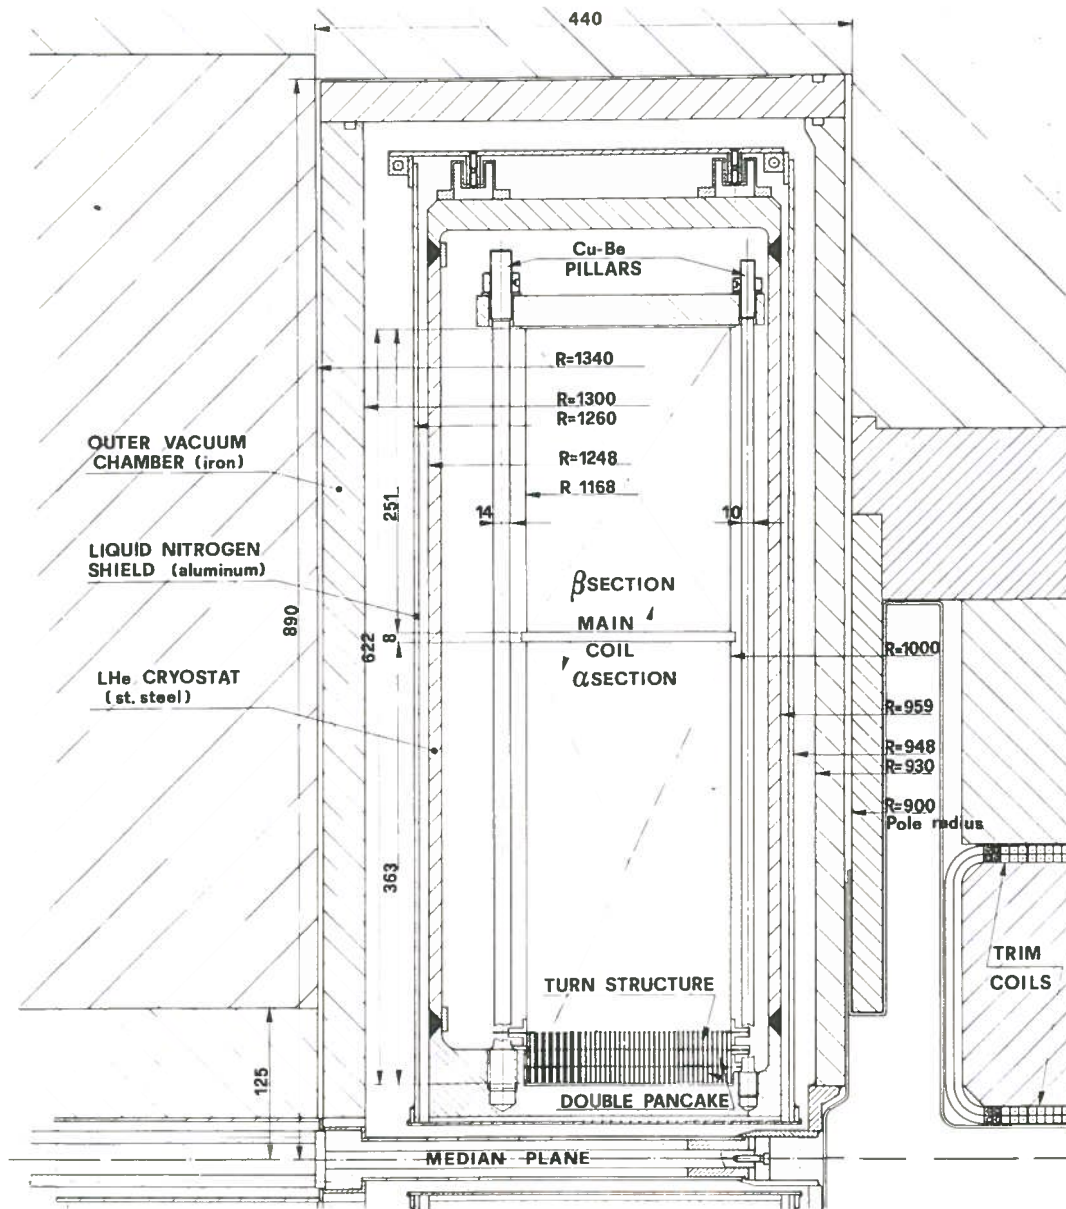 440
Cu-Be
PILLARS
R=1340
R=1300
R=1260
OUTER VACUUM
CHAMBER (iron)
R=1248
R 1168
251
14
10
LIQUID NITROGEN
SHIELD (aluminum)
βSECTION
890
622
8
MAIN
COIL
R=1000
αSECTION
LHe CRYOSTAT
(st.steel)
R=959
R=948
R=930
R=900
Pole radius
363
TRIM
COILS
TURN STRUCTURE
125
DOUBLE PANCAKE
MEDIAN PLANE